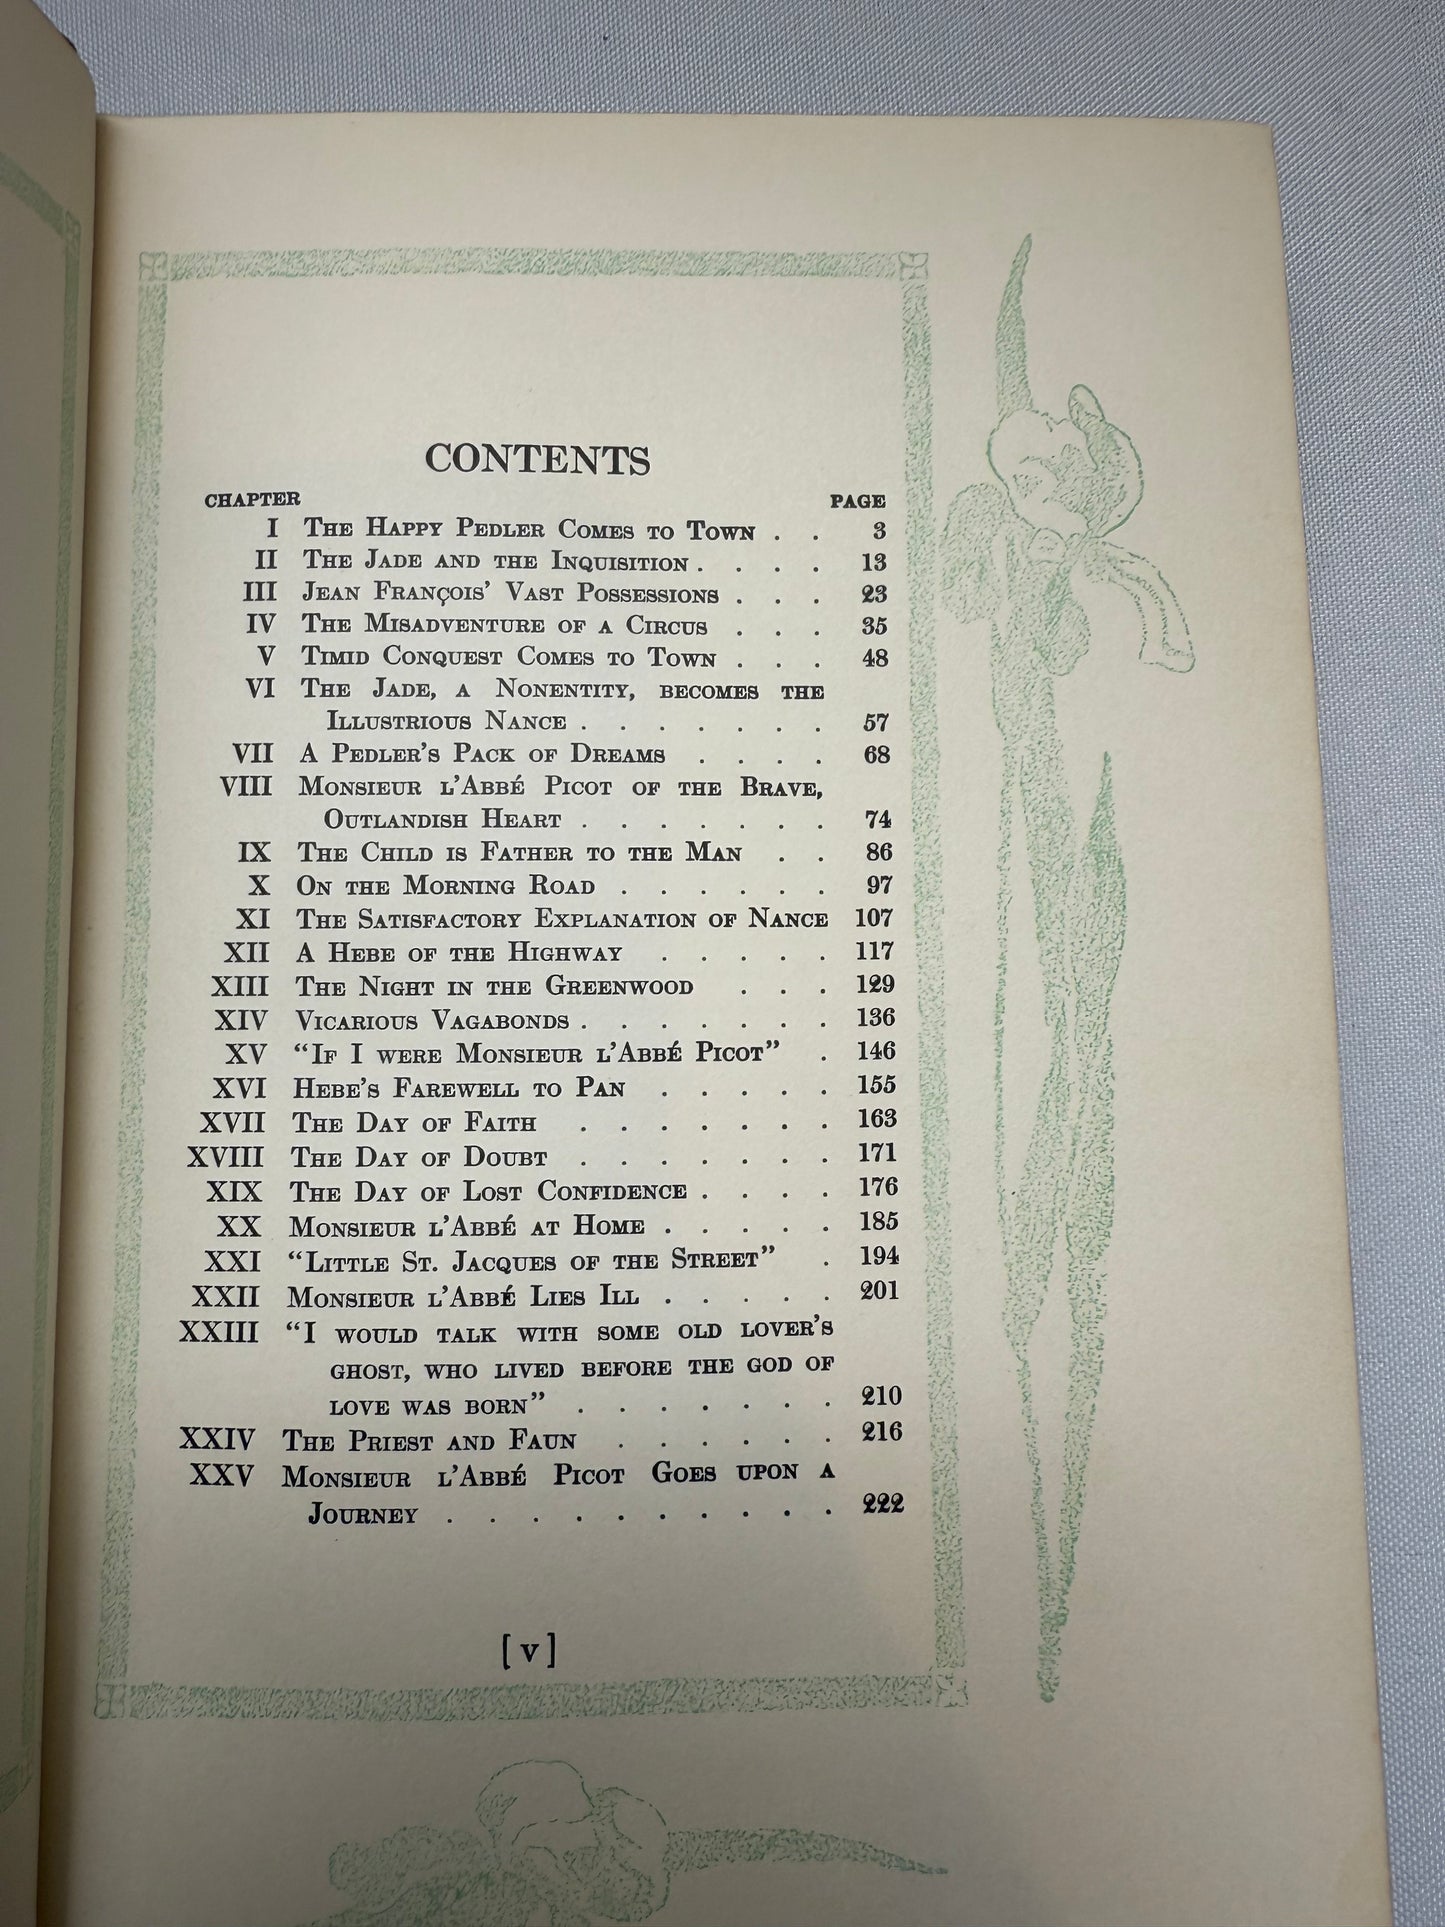 CONTENTS
CHAPTER PAGE
I The Happy Pedler Comes to Town . . 3
II The Jade and the Inquisition . . . . 13
III Jean François' Vast Possessions . . . 23
IV The Misadventure of a Circus . . . 35
V Timid Conquest Comes to Town . . . 48
VI The Jade, a Nonentity, becomes the
Illustrious Nance . . . . . . . 57
VII A Pedler's Pack of Dreams . . . . 68
VIII Monsieur l'Abbé Picot of the Brave,
Outlandish Heart . . . . . . . 74
IX The Child is Father to the Man . . 86
X On the Morning Road . . . . . . 97
XI The Satisfactory Explanation of Nance 107
XII A Hebe of the Highway . . . . . 117
XIII The Night in the Greenwood . . . 129
XIV Vicarious Vagabonds . . . . . . . 136
XV "If I were Monsieur l'Abbé Picot" . 146
XVI Hebe's Farewell to Pan . . . . . 155
XVII The Day of Faith . . . . . . . 163
XVIII The Day of Doubt . . . . . . . 171
XIX The Day of Lost Confidence . . . . 176
XX Monsieur l'Abbé at Home . . . . . 185
XXI "Little St. Jacques of the Street" . 194
XXII Monsieur l'Abbé Lies Ill . . . . . 201
XXIII "I would talk with some old lover's
ghost, who lived before the god of
love was born" . . . . . . . 210
XXIV The Priest and Faun . . . . . . 216
XXV Monsieur l'Abbé Picot Goes upon a
Journey . . . . . . . . . . 222
[v]